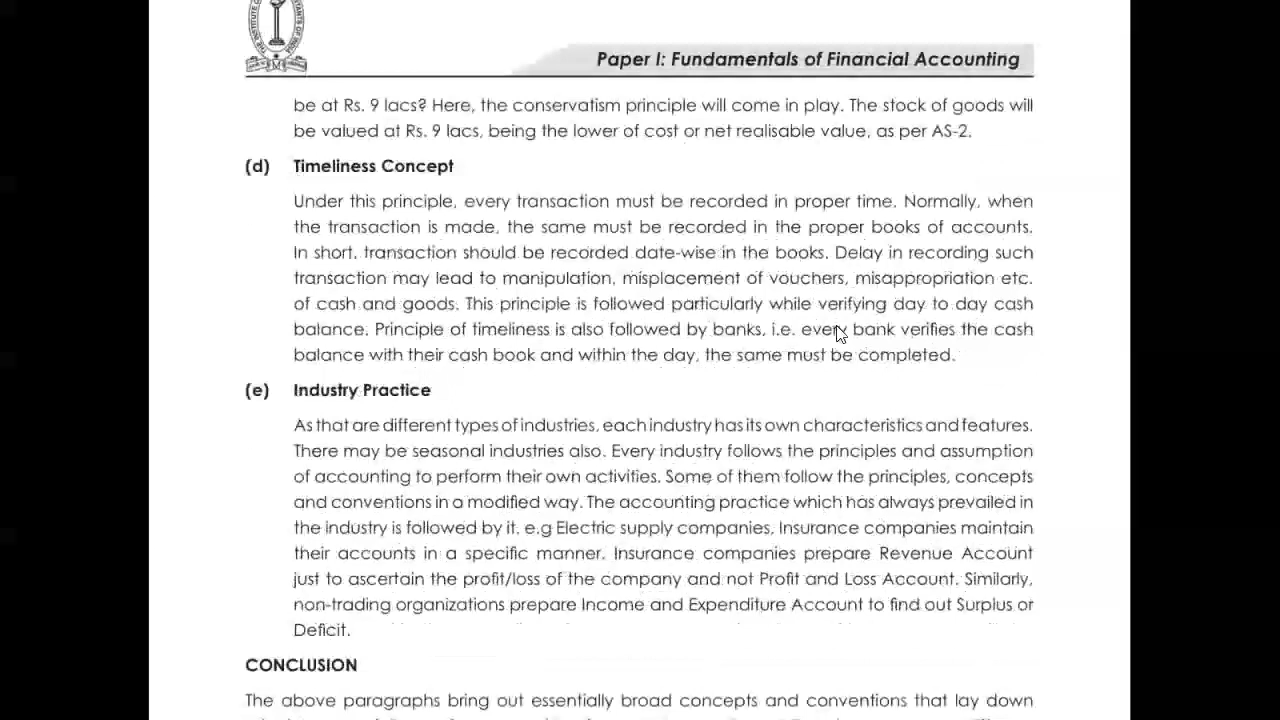 Paper I: Fundamentals of Financial Accounting
be at Rs. 9 lacs? Here, the conservatism principle will come in play. The stock of goods will
be valued at Rs. 9 lacs, being the lower of cost or net realisable value, as per AS-2.
(d) Timeliness Concept
Under this principle, every transaction must be recorded in proper time. Normally, when
the transaction is made, the same must be recorded in the proper books of accounts.
In short, transaction should be recorded date-wise in the books. Delay in recording such
transaction may lead to manipulation, misplacement of vouchers, misappropriation etc.
of cash and goods. This principle is followed particularly while verifying day to day cash
balance. Principle of timeliness is also followed by banks, i.e. every bank verifies the cash
balance with their cash book and within the day, the same must be completed.
(e) Industry Practice
As that are different types of industries, each industry has its own characteristics and features.
There may be seasonal industries also. Every industry follows the principles and assumption
of accounting to perform their own activities. Some of them follow the principles, concepts
and conventions in a modified way. The accounting practice which has always prevailed in
the industry is followed by it. e.g Electric supply companies, Insurance companies maintain
their accounts in a specific manner. Insurance companies prepare Revenue Account
just to ascertain the profit/loss of the company and not Profit and Loss Account. Similarly,
non-trading organizations prepare Income and Expenditure Account to find out Surplus or
Deficit.
CONCLUSION
The above paragraphs bring out essentially broad concepts and conventions that lay down